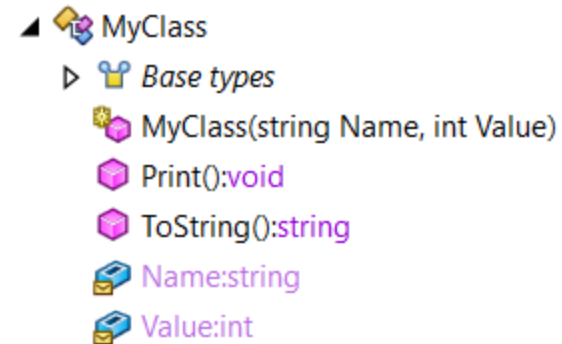 MyClass
Base types
MyClass(string Name, int Value)
Print():void
ToString():string
Name:string
Value:int